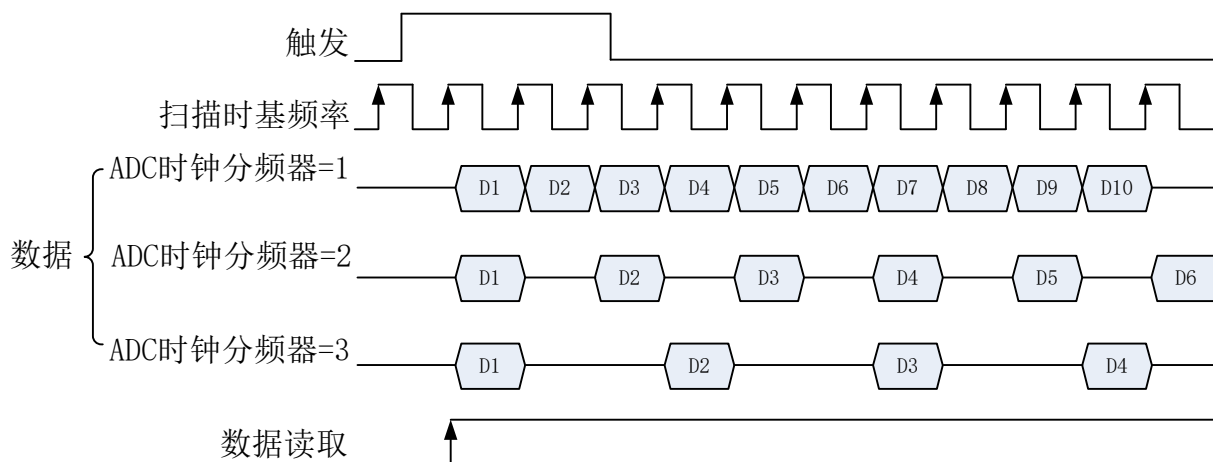 触发
扫描时基频率
ADC时钟分频器=1
D1 D2 D3 D4 D5 D6 D7 D8 D9 D10
数据
ADC时钟分频器=2
D1 D2 D3 D4 D5 D6
ADC时钟分频器=3
D1 D2 D3 D4
数据读取